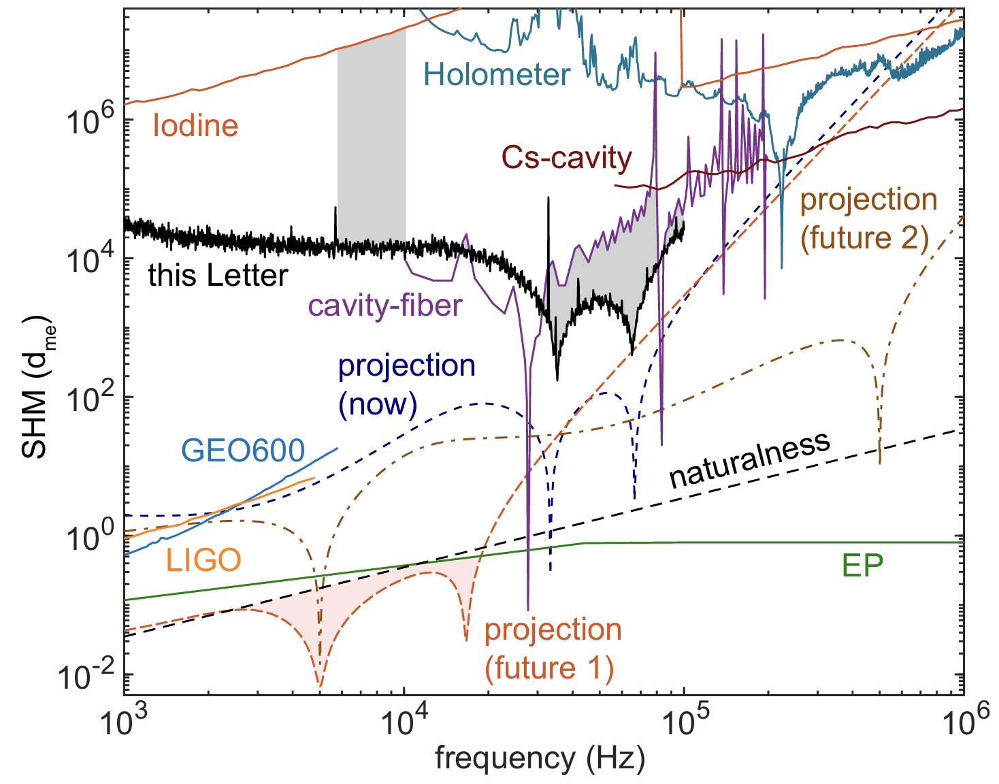 Holometer
Iodine
10^6
Cs-cavity
projection
(future 2)
10^4
this Letter
cavity-fiber
projection
(now)
SHM (d_me)
10^2
GEO600
naturalness
10^0
LIGO
EP
projection
(future 1)
10^-2
10^3
10^4
10^5
10^6
frequency (Hz)